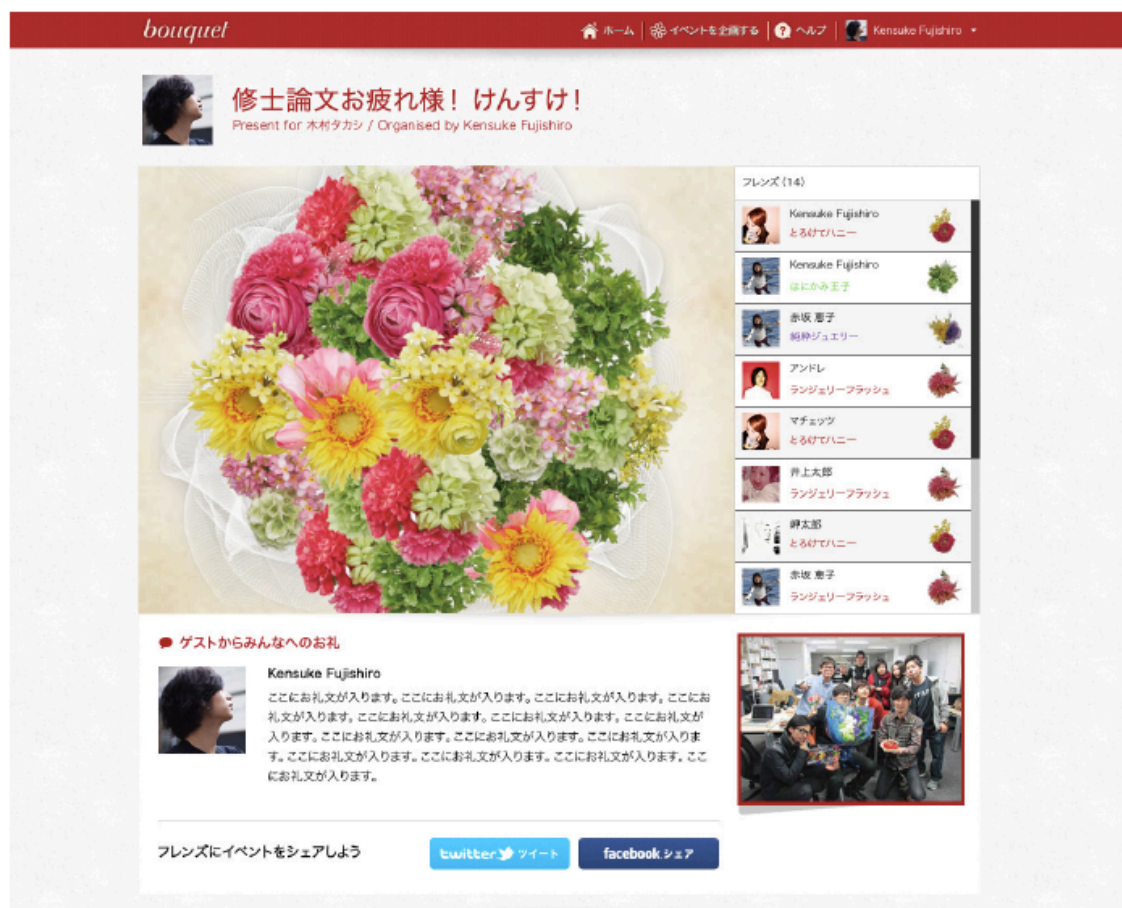 bouquet
ホーム
イベントを企画する
ヘルプ
Kensuke Fujishiro
修士論文お疲れ様！けんすけ！
Present for 木村タカシ / Organised by Kensuke Fujishiro
フレンズ (14)
Kensuke Fujishiro
とろけてハニー
Kensuke Fujishiro
はにかみ王子
赤坂 恵子
純粋ジュエリー
アンドレ
ランジェリーフラッシュ
マチェッツ
とろけてハニー
井上太郎
ランジェリーフラッシュ
岬太郎
とろけてハニー
赤坂 恵子
ランジェリーフラッシュ
ゲストからみんなへのお礼
Kensuke Fujishiro
ここにお礼文が入ります。ここにお礼文が入ります。ここにお礼文が入ります。ここにお
礼文が入ります。ここにお礼文が入ります。ここにお礼文が入ります。ここにお礼文が
入ります。ここにお礼文が入ります。ここにお礼文が入ります。ここにお礼文が入りま
す。ここにお礼文が入ります。ここにお礼文が入ります。ここにお礼文が入ります。ここ
にお礼文が入ります。
フレンズにイベントをシェアしよう
twitter ツイート
facebook シェア